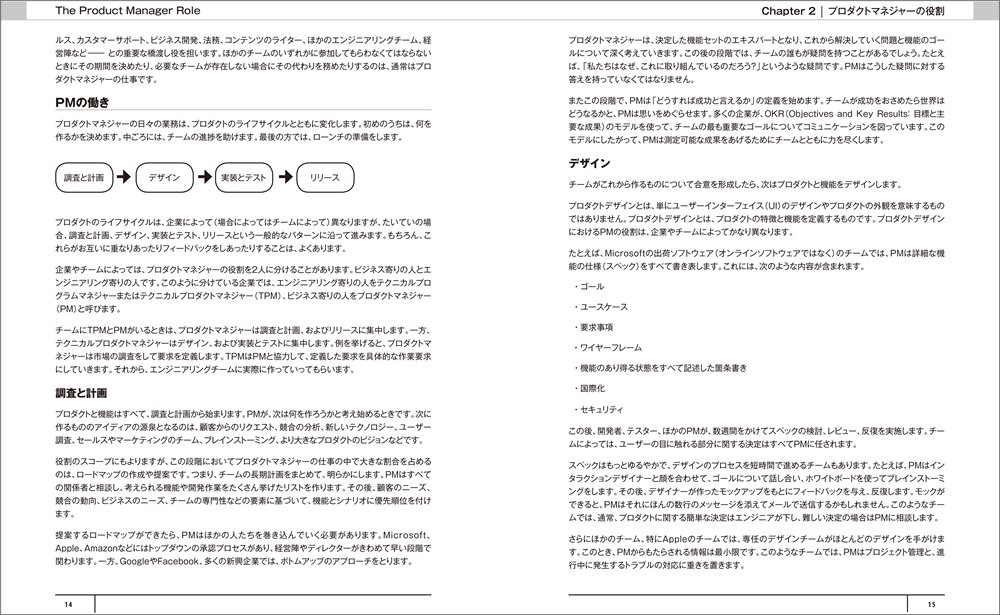 The Product Manager Role
ルス、カスタマーサポート、ビジネス開発、法務、コンテンツのライター、ほかのエンジニアリングチーム、経
営陣など── との重要な橋渡し役を担います。ほかのチームのいずれかに参加してもらわなくてはならない
ときにその期間を決めたり、必要なチームが存在しない場合にその代わりを務めたりするのは、通常はプロ
ダクトマネジャーの仕事です。
PMの働き
プロダクトマネジャーの日々の業務は、プロダクトのライフサイクルとともに変化します。初めのうちは、何を
作るかを決めます。中ごろには、チームの進捗を助けます。最後の方では、ローンチの準備をします。
調査と計画
デザイン
実装とテスト
リリース
プロダクトのライフサイクルは、企業によって（場合によってはチームによって）異なりますが、たいていの場
合、調査と計画、デザイン、実装とテスト、リリースという一般的なパターンに沿って進みます。もちろん、こ
れらがお互いに重なりあったりフィードバックをしあったりすることは、よくあります。
企業やチームによっては、プロダクトマネジャーの役割を2人に分けることがあります。ビジネス寄りの人とエ
ンジニアリング寄りの人です。このように分けている企業では、エンジニアリング寄りの人をテクニカルプロ
グラムマネジャーまたはテクニカルプロダクトマネジャー（TPM）、ビジネス寄りの人をプロダクトマネジャー
（PM）と呼びます。
チームにTPMとPMがいるときは、プロダクトマネジャーは調査と計画、およびリリースに集中します。一方、
テクニカルプロダクトマネジャーはデザイン、および実装とテストに集中します。例を挙げると、プロダクトマ
ネジャーは市場の調査をして要求を定義します。TPMはPMと協力して、定義した要求を具体的な作業要求
にしていきます。それから、エンジニアリングチームに実際に作っていってもらいます。
調査と計画
プロダクトと機能はすべて、調査と計画から始まります。PMが、次は何を作ろうかと考え始めるときです。次に
作るもののアイディアの源泉となるのは、顧客からのリクエスト、競合の分析、新しいテクノロジー、ユーザー
調査、セールスやマーケティングのチーム、ブレインストーミング、より大きなプロダクトのビジョンなどです。
役割のスコープにもよりますが、この段階においてプロダクトマネジャーの仕事の中で大きな割合を占める
のは、ロードマップの作成や提案です。つまり、チームの長期計画をまとめて、明らかにします。PMはすべて
の関係者と相談し、考えられる機能や開発作業をたくさん挙げたリストを作ります。その後、顧客のニーズ、
競合の動向、ビジネスのニーズ、チームの専門性などの要素に基づいて、機能とシナリオに優先順位を付け
ます。
提案するロードマップができたら、PMはほかの人たちを巻き込んでいく必要があります。Microsoft、
Apple、Amazonなどにはトップダウンの承認プロセスがあり、経営陣やディレクターがきわめて早い段階で
関わります。一方、GoogleやFacebook、多くの新興企業では、ボトムアップのアプローチをとります。
14
Chapter 2 | プロダクトマネジャーの役割
プロダクトマネジャーは、決定した機能セットのエキスパートとなり、これから解決していく問題と機能のゴー
ルについて深く考えていきます。この後の段階では、チームの誰もが疑問を持つことがあるでしょう。たとえ
ば、「私たちはなぜ、これに取り組んでいるのだろう？」というような疑問です。PMはこうした疑問に対する
答えを持っていなくてはなりません。
またこの段階で、PMは「どうすれば成功と言えるか」の定義を始めます。チームが成功をおさめたら世界は
どうなるかと、PMは思いをめぐらせます。多くの企業が、OKR（Objectives and Key Results: 目標と主
要な成果）のモデルを使って、チームの最も重要なゴールについてコミュニケーションを図っています。この
モデルにしたがって、PMは測定可能な成果をあげるためにチームとともに力を尽くします。
デザイン
チームがこれから作るものについて合意を形成したら、次はプロダクトと機能をデザインします。
プロダクトデザインとは、単にユーザーインターフェイス（UI）のデザインやプロダクトの外観を意味するもの
ではありません。プロダクトデザインとは、プロダクトの特徴と機能を定義するものです。プロダクトデザイン
におけるPMの役割は、企業やチームによってかなり異なります。
たとえば、Microsoftの出荷ソフトウェア（オンラインソフトウェアではなく）のチームでは、PMは詳細な機
能の仕様（スペック）をすべて書き表します。これには、次のような内容が含まれます。
・ゴール
・ユースケース
・要求事項
・ワイヤーフレーム
・機能のあり得る状態をすべて記述した箇条書き
・国際化
・セキュリティ
この後、開発者、テスター、ほかのPMが、数週間をかけてスペックの検討、レビュー、反復を実施します。チー
ムによっては、ユーザーの目に触れる部分に関する決定はすべてPMに任されます。
スペックはもっとゆるやかで、デザインのプロセスを短時間で進めるチームもあります。たとえば、PMはイン
タラクションデザイナーと顔を合わせて、ゴールについて話し合い、ホワイトボードを使ってブレインストーミ
ングをします。その後、デザイナーが作ったモックアップをもとにフィードバックを与え、反復します。モックが
できると、PMはそれにほんの数行のメッセージを添えてメールで送信するかもしれません。このようなチー
ムでは、通常、プロダクトに関する簡単な決定はエンジニアが下し、難しい決定の場合はPMに相談します。
さらにほかのチーム、特にAppleのチームでは、専任のデザインチームがほとんどのデザインを手がけま
す。このとき、PMからもたらされる情報は最小限です。このようなチームでは、PMはプロジェクト管理と、進
行中に発生するトラブルの対応に重きを置きます。
15